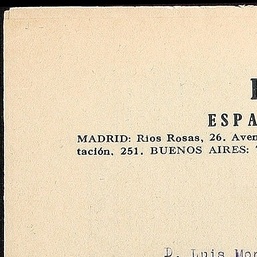 ESPA
MADRID: Rios Rosas, 26. Aven
tación, 251. BUENOS AIRES:
D. Luis Mor